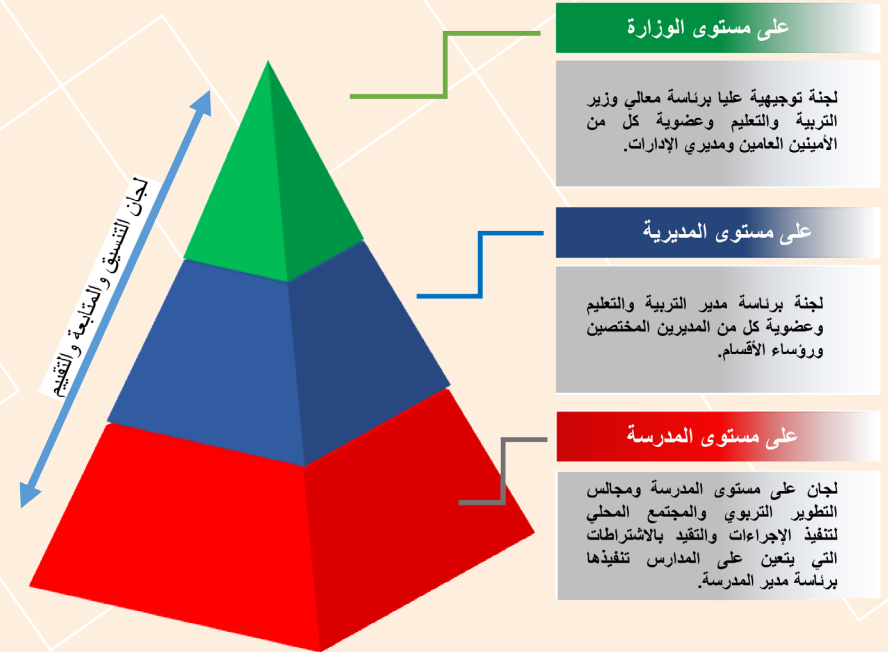 على مستوى الوزارة
لجنة توجيهية عليا برئاسة معالي وزير
التربية والتعليم وعضوية كل من
الأمينين العامين ومديري الإدارات.
على مستوى المديرية
لجنة برئاسة مدير التربية والتعليم
وعضوية كل من المديرين المختصين
ورؤساء الأقسام.
على مستوى المدرسة
لجان على مستوى المدرسة ومجالس
التطوير التربوي والمجتمع المحلي
لتنفيذ الإجراءات والتقيد بالاشتراطات
التي يتعين على المدارس تنفيذها
برئاسة مدير المدرسة.
لجان التنسيق والمتابعة والتقييم